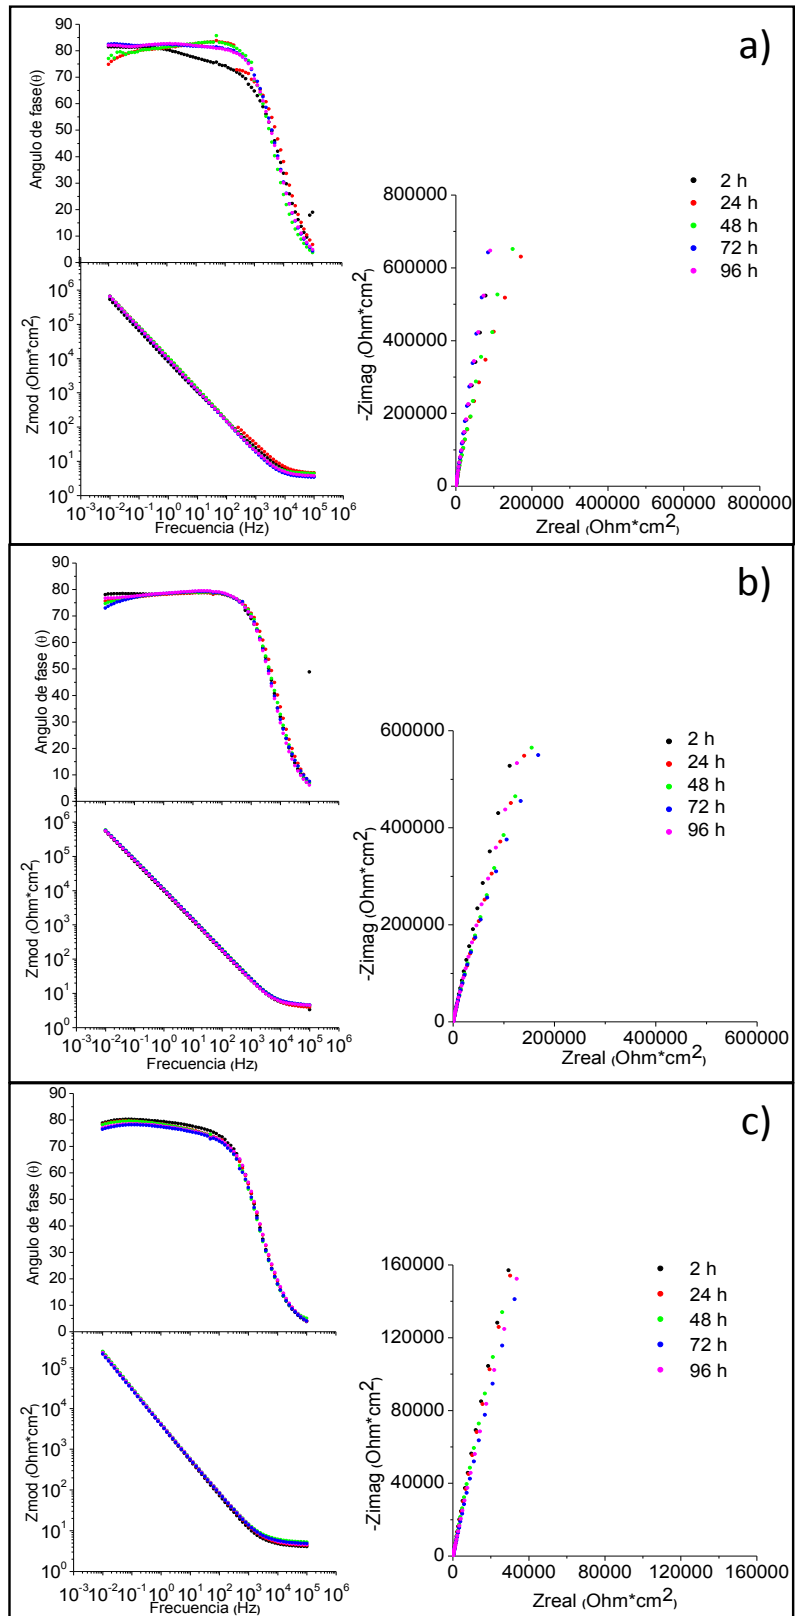 a)
90
80
70
60
50
40
30
20
10
0
Angulo de fase(θ)
10⁶
10⁵
10⁴
10³
10²
10¹
10⁰
Zmod (Ohm*cm²)
10⁻³ 10⁻² 10⁻¹ 10⁰ 10¹ 10² 10³ 10⁴ 10⁵ 10⁶
Frecuencia (Hz)
800000
600000
400000
200000
0
-Zimag (Ohm*cm²)
0 200000 400000 600000 800000
Zreal (Ohm*cm²)
2 h
24 h
48 h
72 h
96 h
b)
90
80
70
60
50
40
30
20
10
0
Angulo de fase (θ)
10⁶
10⁵
10⁴
10³
10²
10¹
10⁰
Zmod (Ohm*cm²)
10⁻³ 10⁻² 10⁻¹ 10⁰ 10¹ 10² 10³ 10⁴ 10⁵ 10⁶
Frecuencia (Hz)
600000
400000
200000
0
-Zimag (Ohm*cm²)
0 200000 400000 600000
Zreal (Ohm*cm²)
2 h
24 h
48 h
72 h
96 h
c)
90
80
70
60
50
40
30
20
10
0
Angulo de fase (θ)
10⁵
10⁴
10³
10²
10¹
10⁰
Zmod (Ohm*cm²)
10⁻³ 10⁻² 10⁻¹ 10⁰ 10¹ 10² 10³ 10⁴ 10⁵ 10⁶
Frecuencia (Hz)
160000
120000
80000
40000
0
-Zimag (Ohm*cm²)
0 40000 80000 120000 160000
Zreal (Ohm*cm²)
2 h
24 h
48 h
72 h
96 h